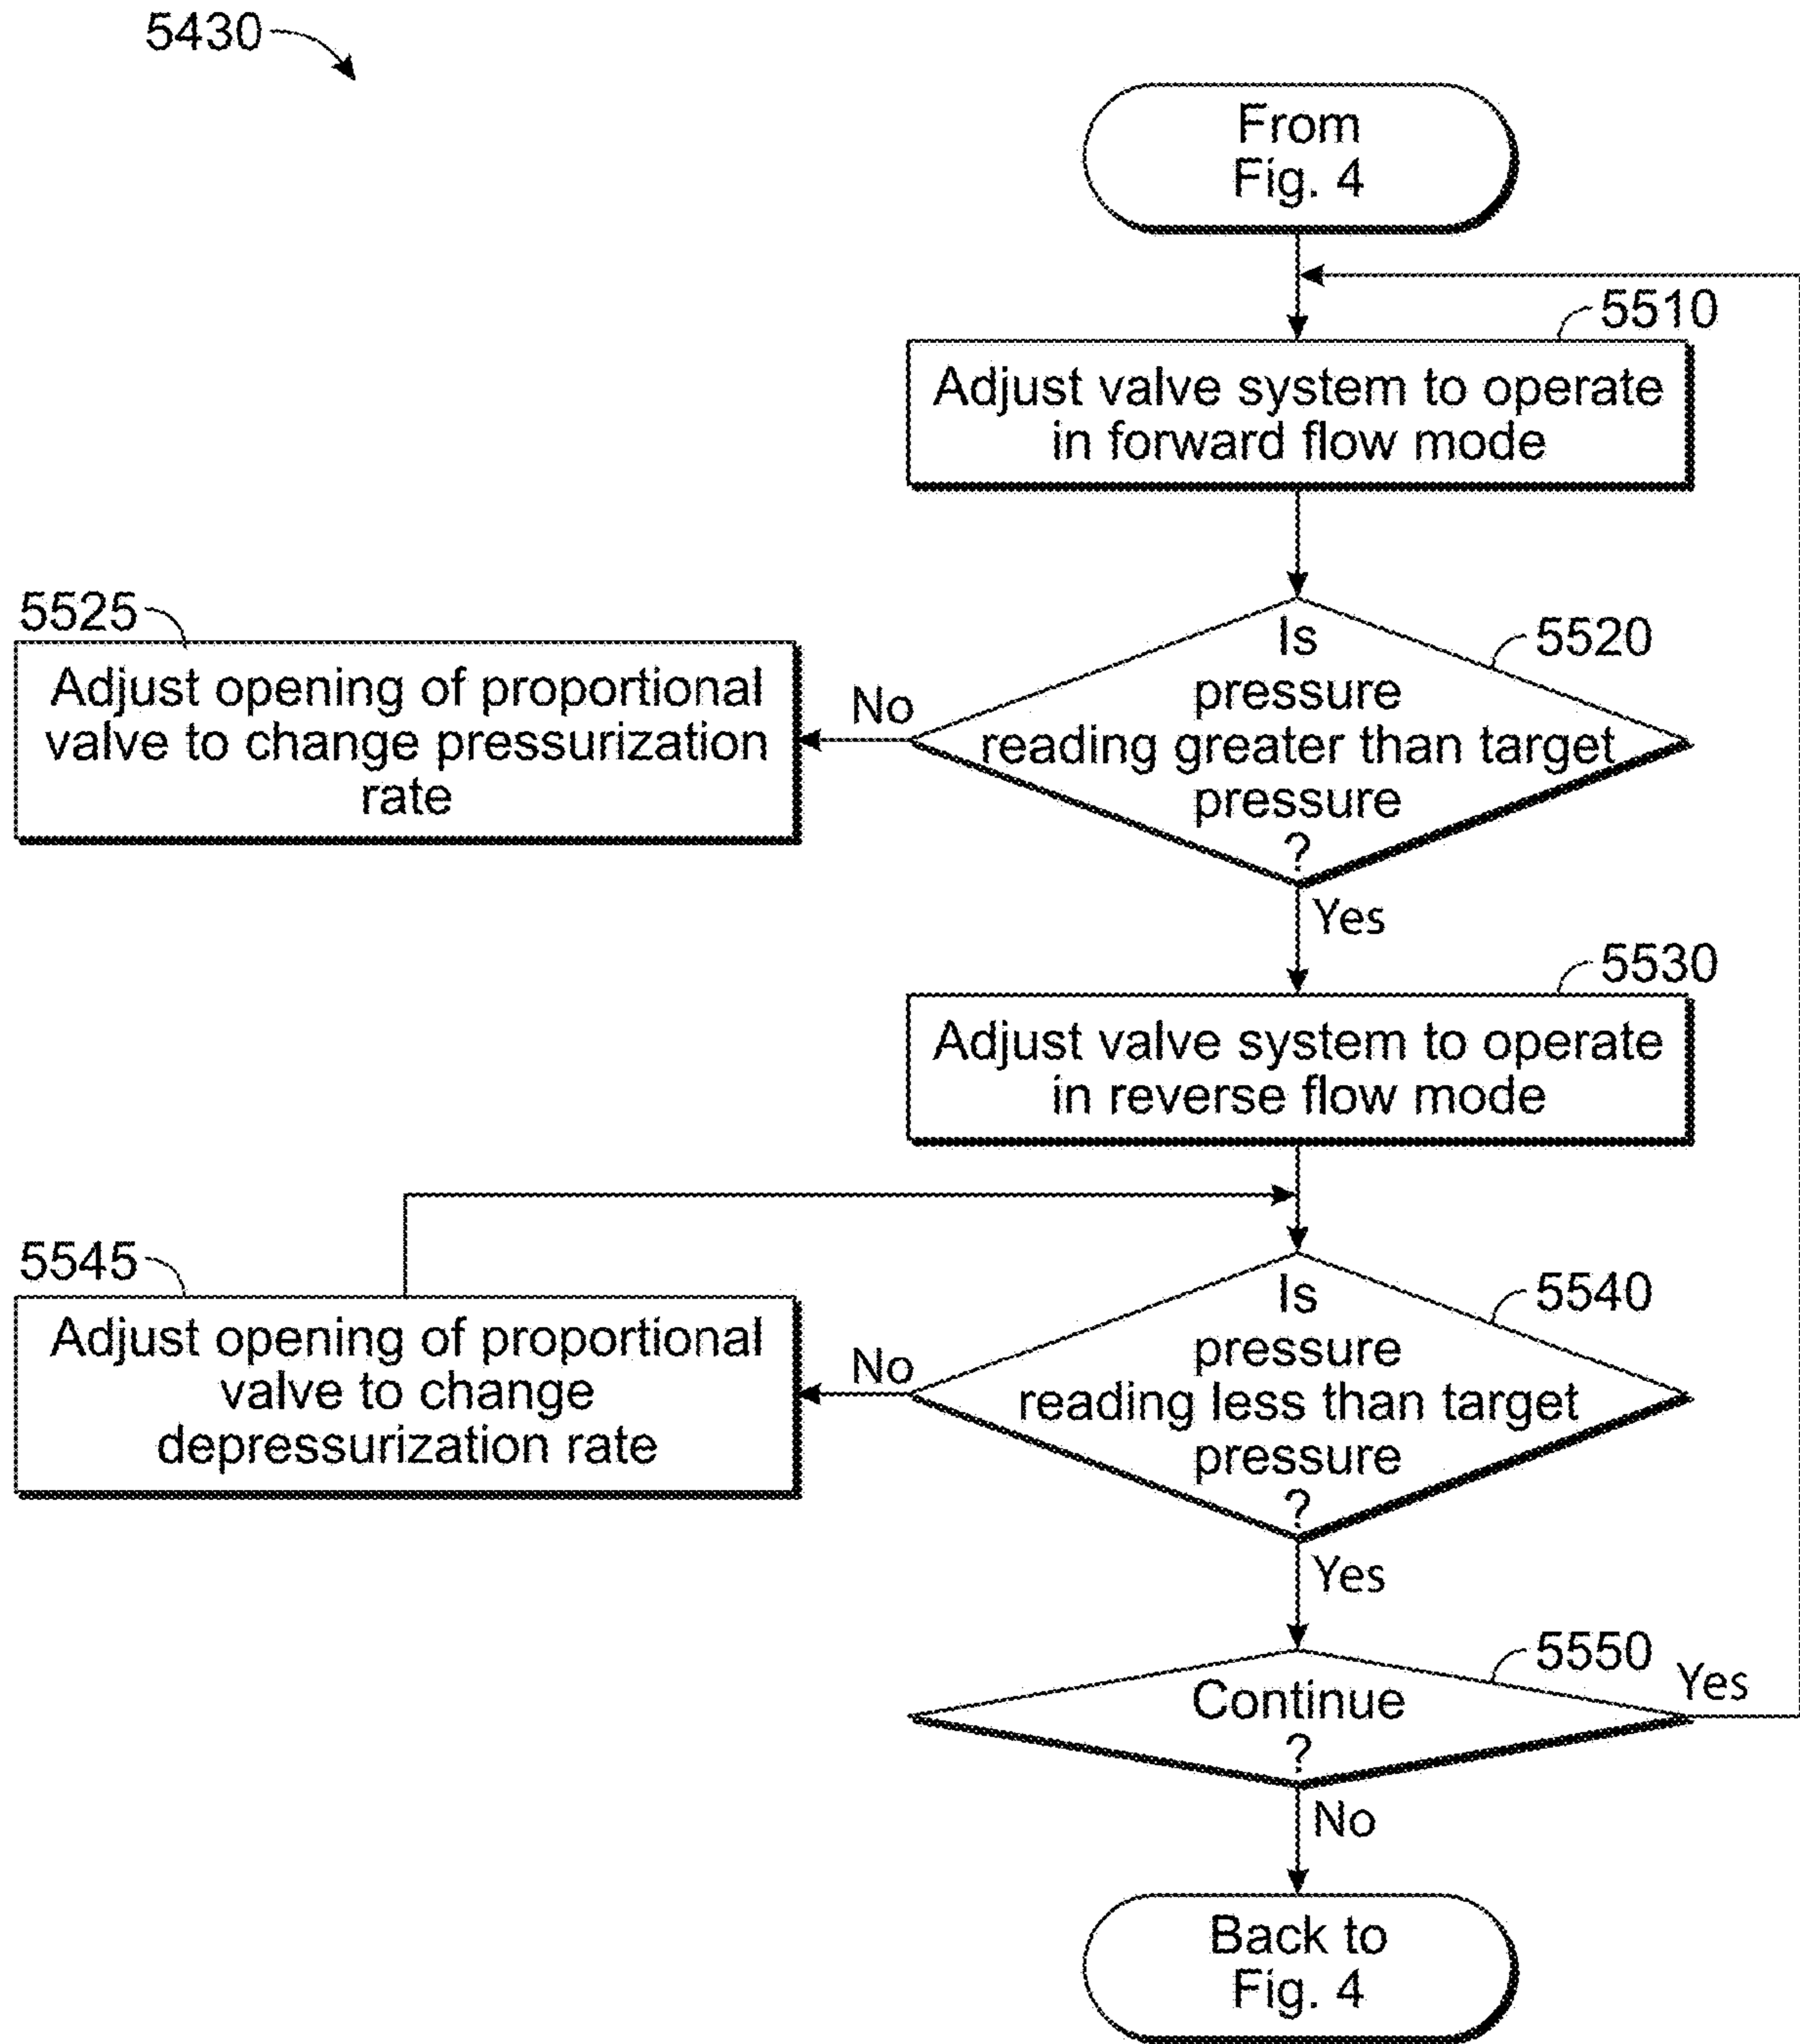 5430
From
Fig. 4
5510
Adjust valve system to operate
in forward flow mode
5525
Adjust opening of proportional
valve to change pressurization
rate
No
5520
Is
pressure
reading greater than target
pressure
?
Yes
5530
Adjust valve system to operate
in reverse flow mode
5545
Adjust opening of proportional
valve to change
depressurization rate
No
5540
Is
pressure
reading less than target
pressure
?
Yes
5550
Continue
?
Yes
No
Back to
Fig. 4